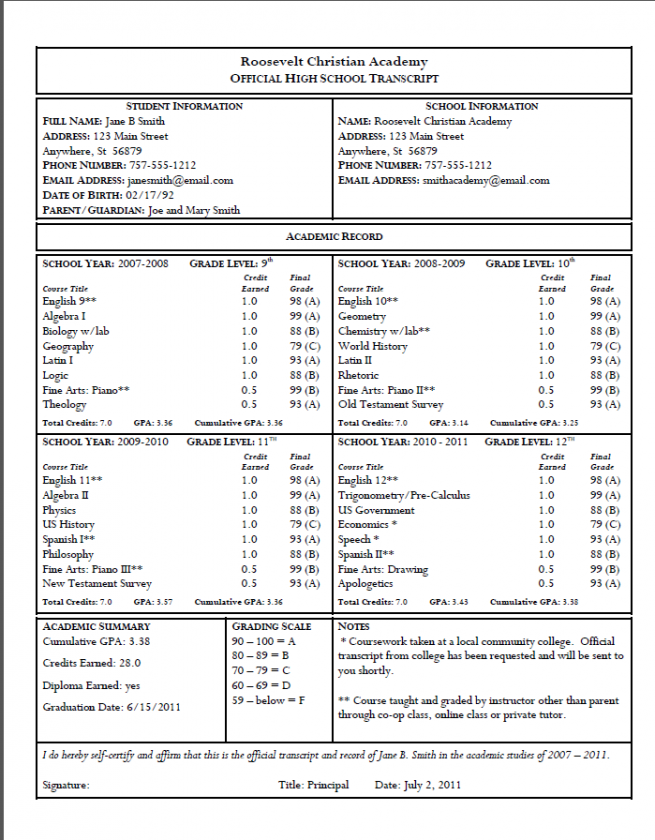 Roosevelt Christian Academy
OFFICIAL HIGH SCHOOL TRANSCRIPT
STUDENT INFORMATION
FULL NAME: Jane B Smith
ADDRESS: 123 Main Street
Anywhere, St 56879
PHONE NUMBER: 757-555-1212
EMAIL ADDRESS: janesmith@email.com
DATE OF BIRTH: 02/17/92
PARENT/GUARDIAN: Joe and Mary Smith
SCHOOL INFORMATION
NAME: Roosevelt Christian Academy
ADDRESS: 123 Main Street
Anywhere, St 56879
PHONE NUMBER: 757-555-1212
EMAIL ADDRESS: smithacademy@email.com
ACADEMIC RECORD
SCHOOL YEAR: 2007-2008 GRADE LEVEL: 9th
Credit Final
Course Title Earned Grade
English 9** 1.0 98 (A)
Algebra I 1.0 99 (A)
Biology w/lab 1.0 88 (B)
Geography 1.0 79 (C)
Latin I 1.0 93 (A)
Logic 1.0 88 (B)
Fine Arts: Piano** 0.5 99 (B)
Theology 0.5 93 (A)
Total Credits: 7.0 GPA: 3.36 Cumulative GPA: 3.36
SCHOOL YEAR: 2008-2009 GRADE LEVEL: 10th
Credit Final
Course Title Earned Grade
English 10** 1.0 98 (A)
Geometry 1.0 99 (A)
Chemistry w/lab** 1.0 88 (B)
World History 1.0 79 (C)
Latin II 1.0 93 (A)
Rhetoric 1.0 88 (B)
Fine Arts: Piano II** 0.5 99 (B)
Old Testament Survey 0.5 93 (A)
Total Credits: 7.0 GPA: 3.14 Cumulative GPA: 3.25
SCHOOL YEAR: 2009-2010 GRADE LEVEL: 11TH
Credit Final
Course Title Earned Grade
English 11** 1.0 98 (A)
Algebra II 1.0 99 (A)
Physics 1.0 88 (B)
US History 1.0 79 (C)
Spanish I** 1.0 93 (A)
Philosophy 1.0 88 (B)
Fine Arts: Piano III** 0.5 99 (B)
New Testament Survey 0.5 93 (A)
Total Credits: 7.0 GPA: 3.57 Cumulative GPA: 3.36
SCHOOL YEAR: 2010 - 2011 GRADE LEVEL: 12TH
Credit Final
Course Title Earned Grade
English 12** 1.0 98 (A)
Trigonometry/Pre-Calculus 1.0 99 (A)
US Government 1.0 88 (B)
Economics * 1.0 79 (C)
Speech * 1.0 93 (A)
Spanish II** 1.0 88 (B)
Fine Arts: Drawing 0.5 99 (B)
Apologetics 0.5 93 (A)
Total Credits: 7.0 GPA: 3.43 Cumulative GPA: 3.38
ACADEMIC SUMMARY
Cumulative GPA: 3.38
Credits Earned: 28.0
Diploma Earned: yes
Graduation Date: 6/15/2011
GRADING SCALE
90 – 100 = A
80 – 89 = B
70 – 79 = C
60 – 69 = D
59 – below = F
NOTES
* Coursework taken at a local community college. Official
transcript from college has been requested and will be sent to
you shortly.
** Course taught and graded by instructor other than parent
through co-op class, online class or private tutor.
I do hereby self-certify and affirm that this is the official transcript and record of Jane B. Smith in the academic studies of 2007 – 2011.
Signature: Title: Principal Date: July 2, 2011